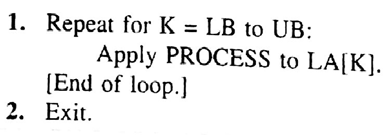 1. Repeat for K = LB to UB:
Apply PROCESS to LA[K].
[End of loop.]
2. Exit.